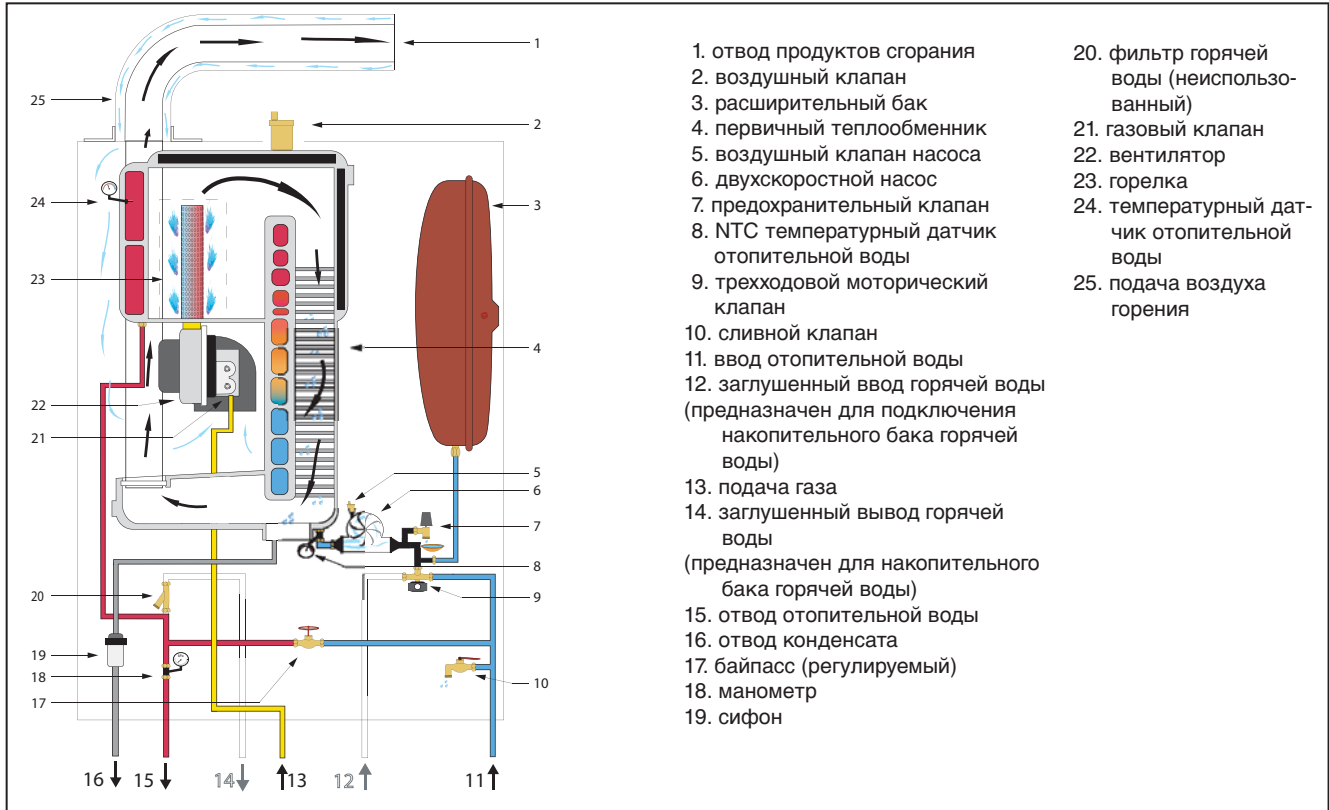 1
25
2
24
3
23
4
22
21
5
6
7
8
20
9
19
18
10
17
16
15
14
13
12
11
1. отвод продуктов сгорания
2. воздушный клапан
3. расширительный бак
4. первичный теплообменник
5. воздушный клапан насоса
6. двухскоростной насос
7. предохранительный клапан
8. NTC температурный датчик
отопительной воды
9. трехходовой моторический
клапан
10. сливной клапан
11. ввод отопительной воды
12. заглушенный ввод горячей воды
(предназначен для подключения
накопительного бака горячей
воды)
13. подача газа
14. заглушенный вывод горячей
воды
(предназначен для накопительного
бака горячей воды)
15. отвод отопительной воды
16. отвод конденсата
17. байпасс (регулируемый)
18. манометр
19. сифон
20. фильтр горячей
воды (неиспользо-
ванный)
21. газовый клапан
22. вентилятор
23. горелка
24. температурный дат-
чик отопительной
воды
25. подача воздуха
горения